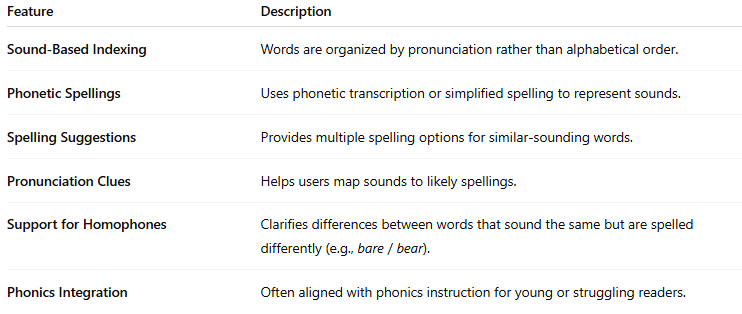 Feature Description
Sound-Based Indexing Words are organized by pronunciation rather than alphabetical order.
Phonetic Spellings Uses phonetic transcription or simplified spelling to represent sounds.
Spelling Suggestions Provides multiple spelling options for similar-sounding words.
Pronunciation Clues Helps users map sounds to likely spellings.
Support for Homophones Clarifies differences between words that sound the same but are spelled
differently (e.g., bare / bear).
Phonics Integration Often aligned with phonics instruction for young or struggling readers.